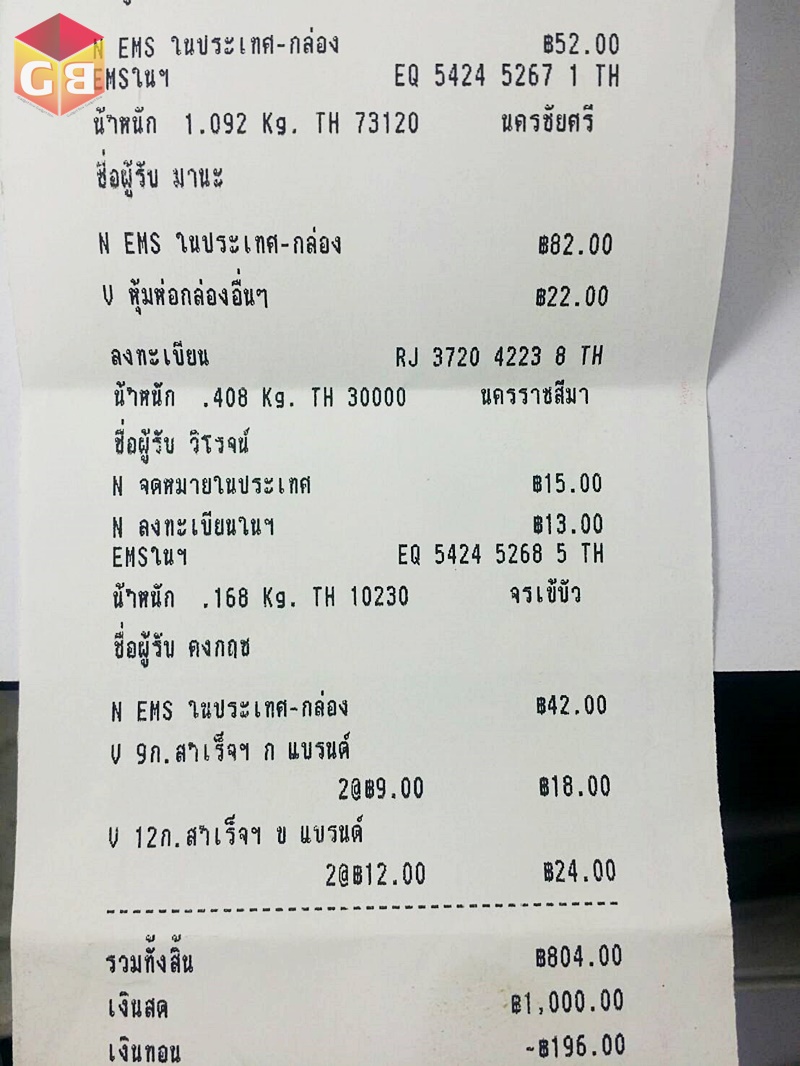 GB
N EMS ในประเทศ-กล่อง ฿52.00
EMSในฯ EQ 5424 5267 1 TH
น้ำหนัก 1.092 Kg. TH 73120 นครชัยศรี
ชื่อผู้รับ มานะ
N EMS ในประเทศ-กล่อง ฿82.00
V หุ้มห่อกล่องอื่นๆ ฿22.00
ลงทะเบียน RJ 3720 4223 8 TH
น้ำหนัก .408 Kg. TH 30000 นครราชสีมา
ชื่อผู้รับ วิโรจน์
N จดหมายในประเทศ ฿15.00
N ลงทะเบียนในฯ ฿13.00
EMSในฯ EQ 5424 5268 5 TH
น้ำหนัก .168 Kg. TH 10230 จรเข้บัว
ชื่อผู้รับ คงกฤช
N EMS ในประเทศ-กล่อง ฿42.00
V 9ก.สำเร็จฯ ก แบรนด์
2@฿9.00 ฿18.00
V 12ก.สำเร็จฯ ข แบรนด์
2@฿12.00 ฿24.00
รวมทั้งสิ้น ฿804.00
เงินสด ฿1,000.00
เงินทอน -฿196.00